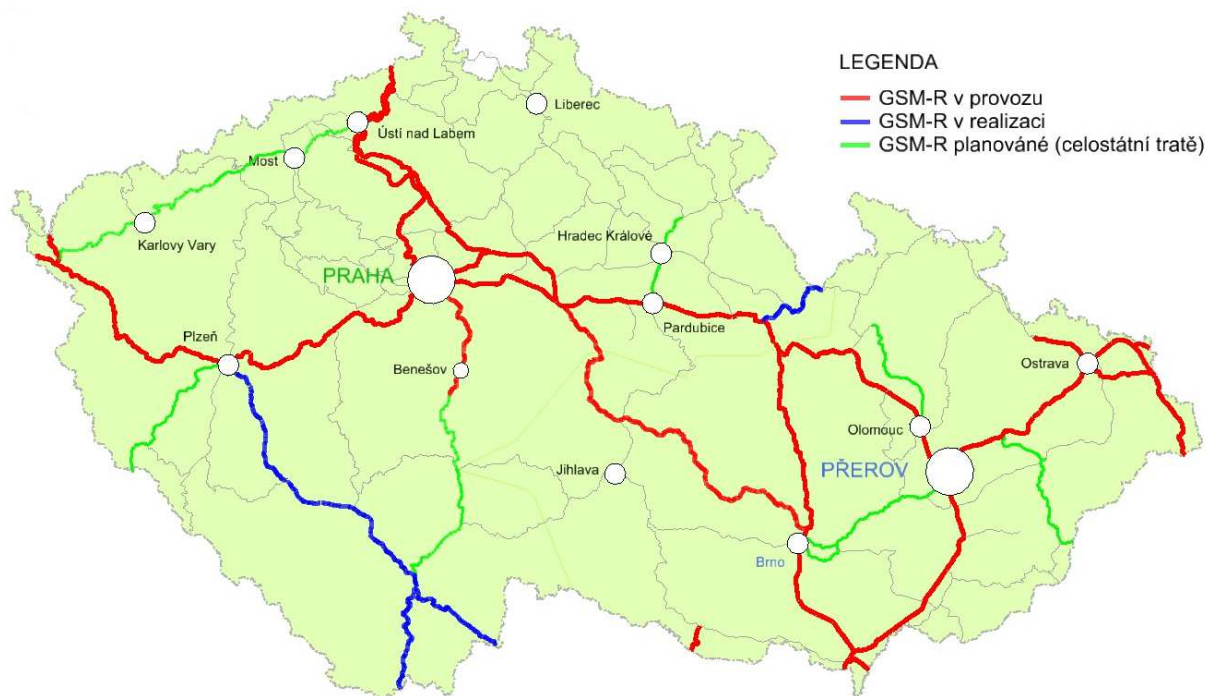 LEGENDA
GSM-R v provozu
GSM-R v realizaci
GSM-R planováné (celostátní tratě)
Liberec
Ústí nad Labem
Most
Karlovy Vary
Hradec Králové
PRAHA
Pardubice
Plzeň
Benešov
Ostrava
Olomouc
Jihlava
PŘEROV
Brno